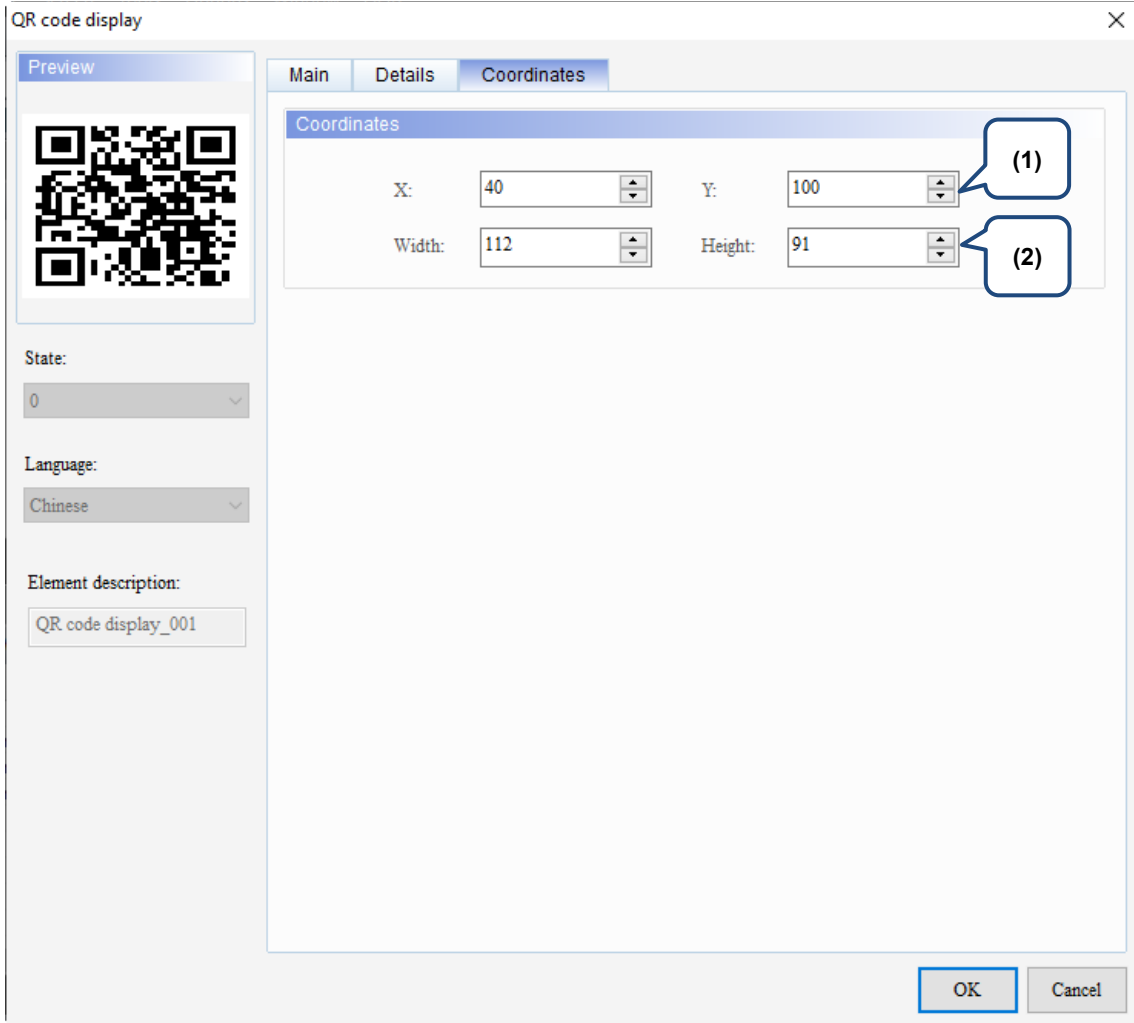 QR code display
Preview
Main Details Coordinates
Coordinates
X: 40 Y: 100 (1)
Width: 112 Height: 91 (2)
State:
0
Language:
Chinese
Element description:
QR code display_001
OK Cancel